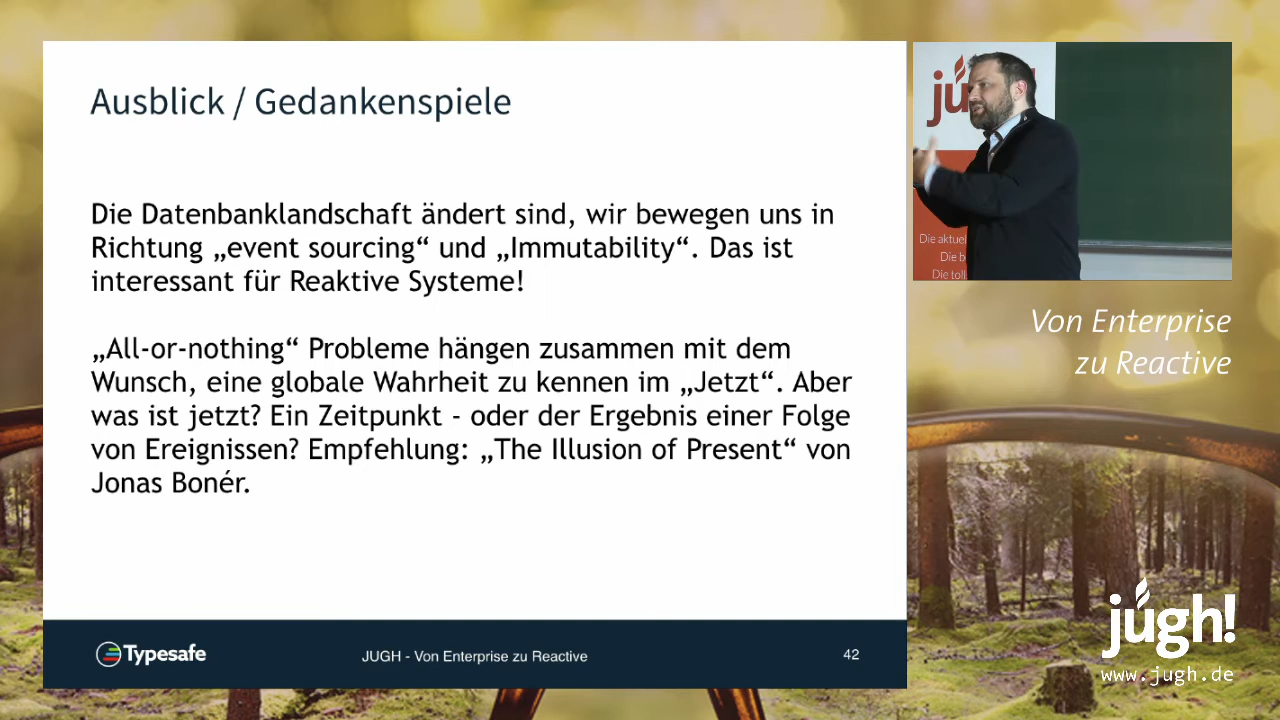 Ausblick / Gedankenspiele
Die Datenbanklandschaft ändert sind, wir bewegen uns in
Richtung „event sourcing“ und „Immutability“. Das ist
interessant für Reaktive Systeme!
„All-or-nothing“ Probleme hängen zusammen mit dem
Wunsch, eine globale Wahrheit zu kennen im „Jetzt“. Aber
was ist jetzt? Ein Zeitpunkt - oder der Ergebnis einer Folge
von Ereignissen? Empfehlung: „The Illusion of Present“ von
Jonas Bonér.
Typesafe
JUGH - Von Enterprise zu Reactive
42
Die
Die
Die
Von Enterprise
zu Reactive
jugh!
www.jugh.de